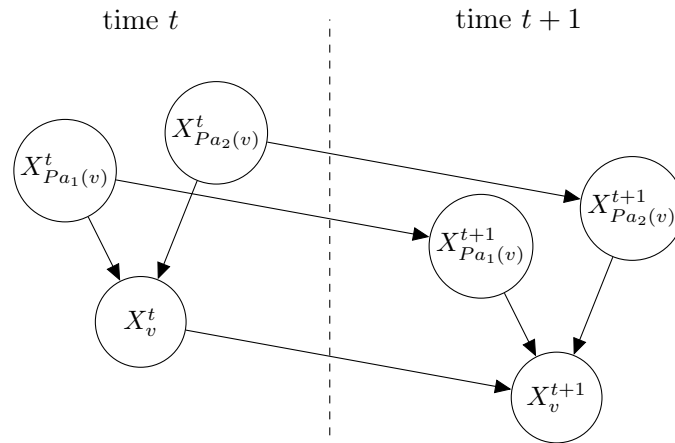 time t
time t + 1
X^t_{Pa_2(v)}
X^t_{Pa_1(v)}
X^{t+1}_{Pa_2(v)}
X^{t+1}_{Pa_1(v)}
X^t_v
X^{t+1}_v